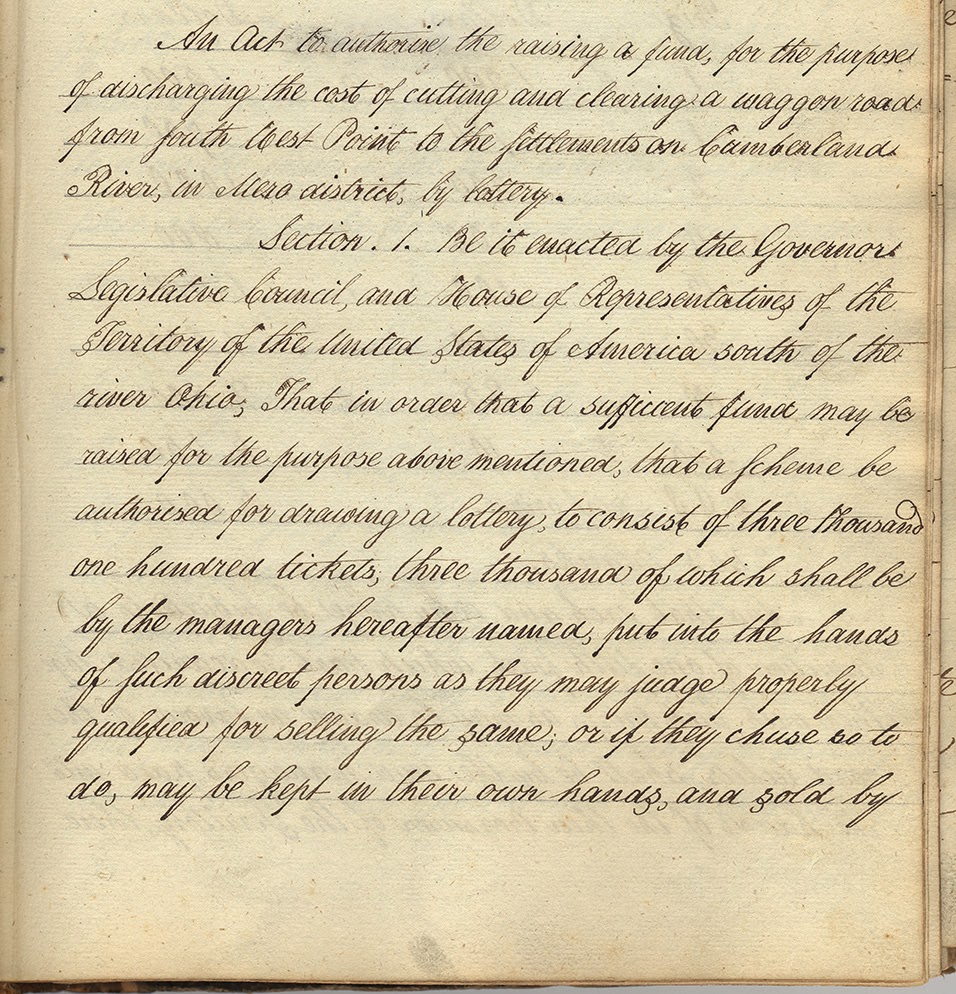 An Act to authorise the raising a fund, for the purpose
of discharging the cost of cutting and clearing a waggon road
from South West Point to the settlements on Cumberland
River, in Mero district, by lottery.
Section. 1. Be it enacted by the Governor
Legislative Council, and House of Representatives of the
Territory of the United States of America south of the
river Ohio, That in order that a sufficient fund may be
raised for the purpose above mentioned, that a scheme be
authorised for drawing a lottery, to consist of three thousand
one hundred tickets, three thousand of which shall be
by the managers hereafter named, put into the hands
of such discreet persons as they may judge properly
qualified for selling the same; or if they chuse so to
do, may be kept in their own hands, and sold by